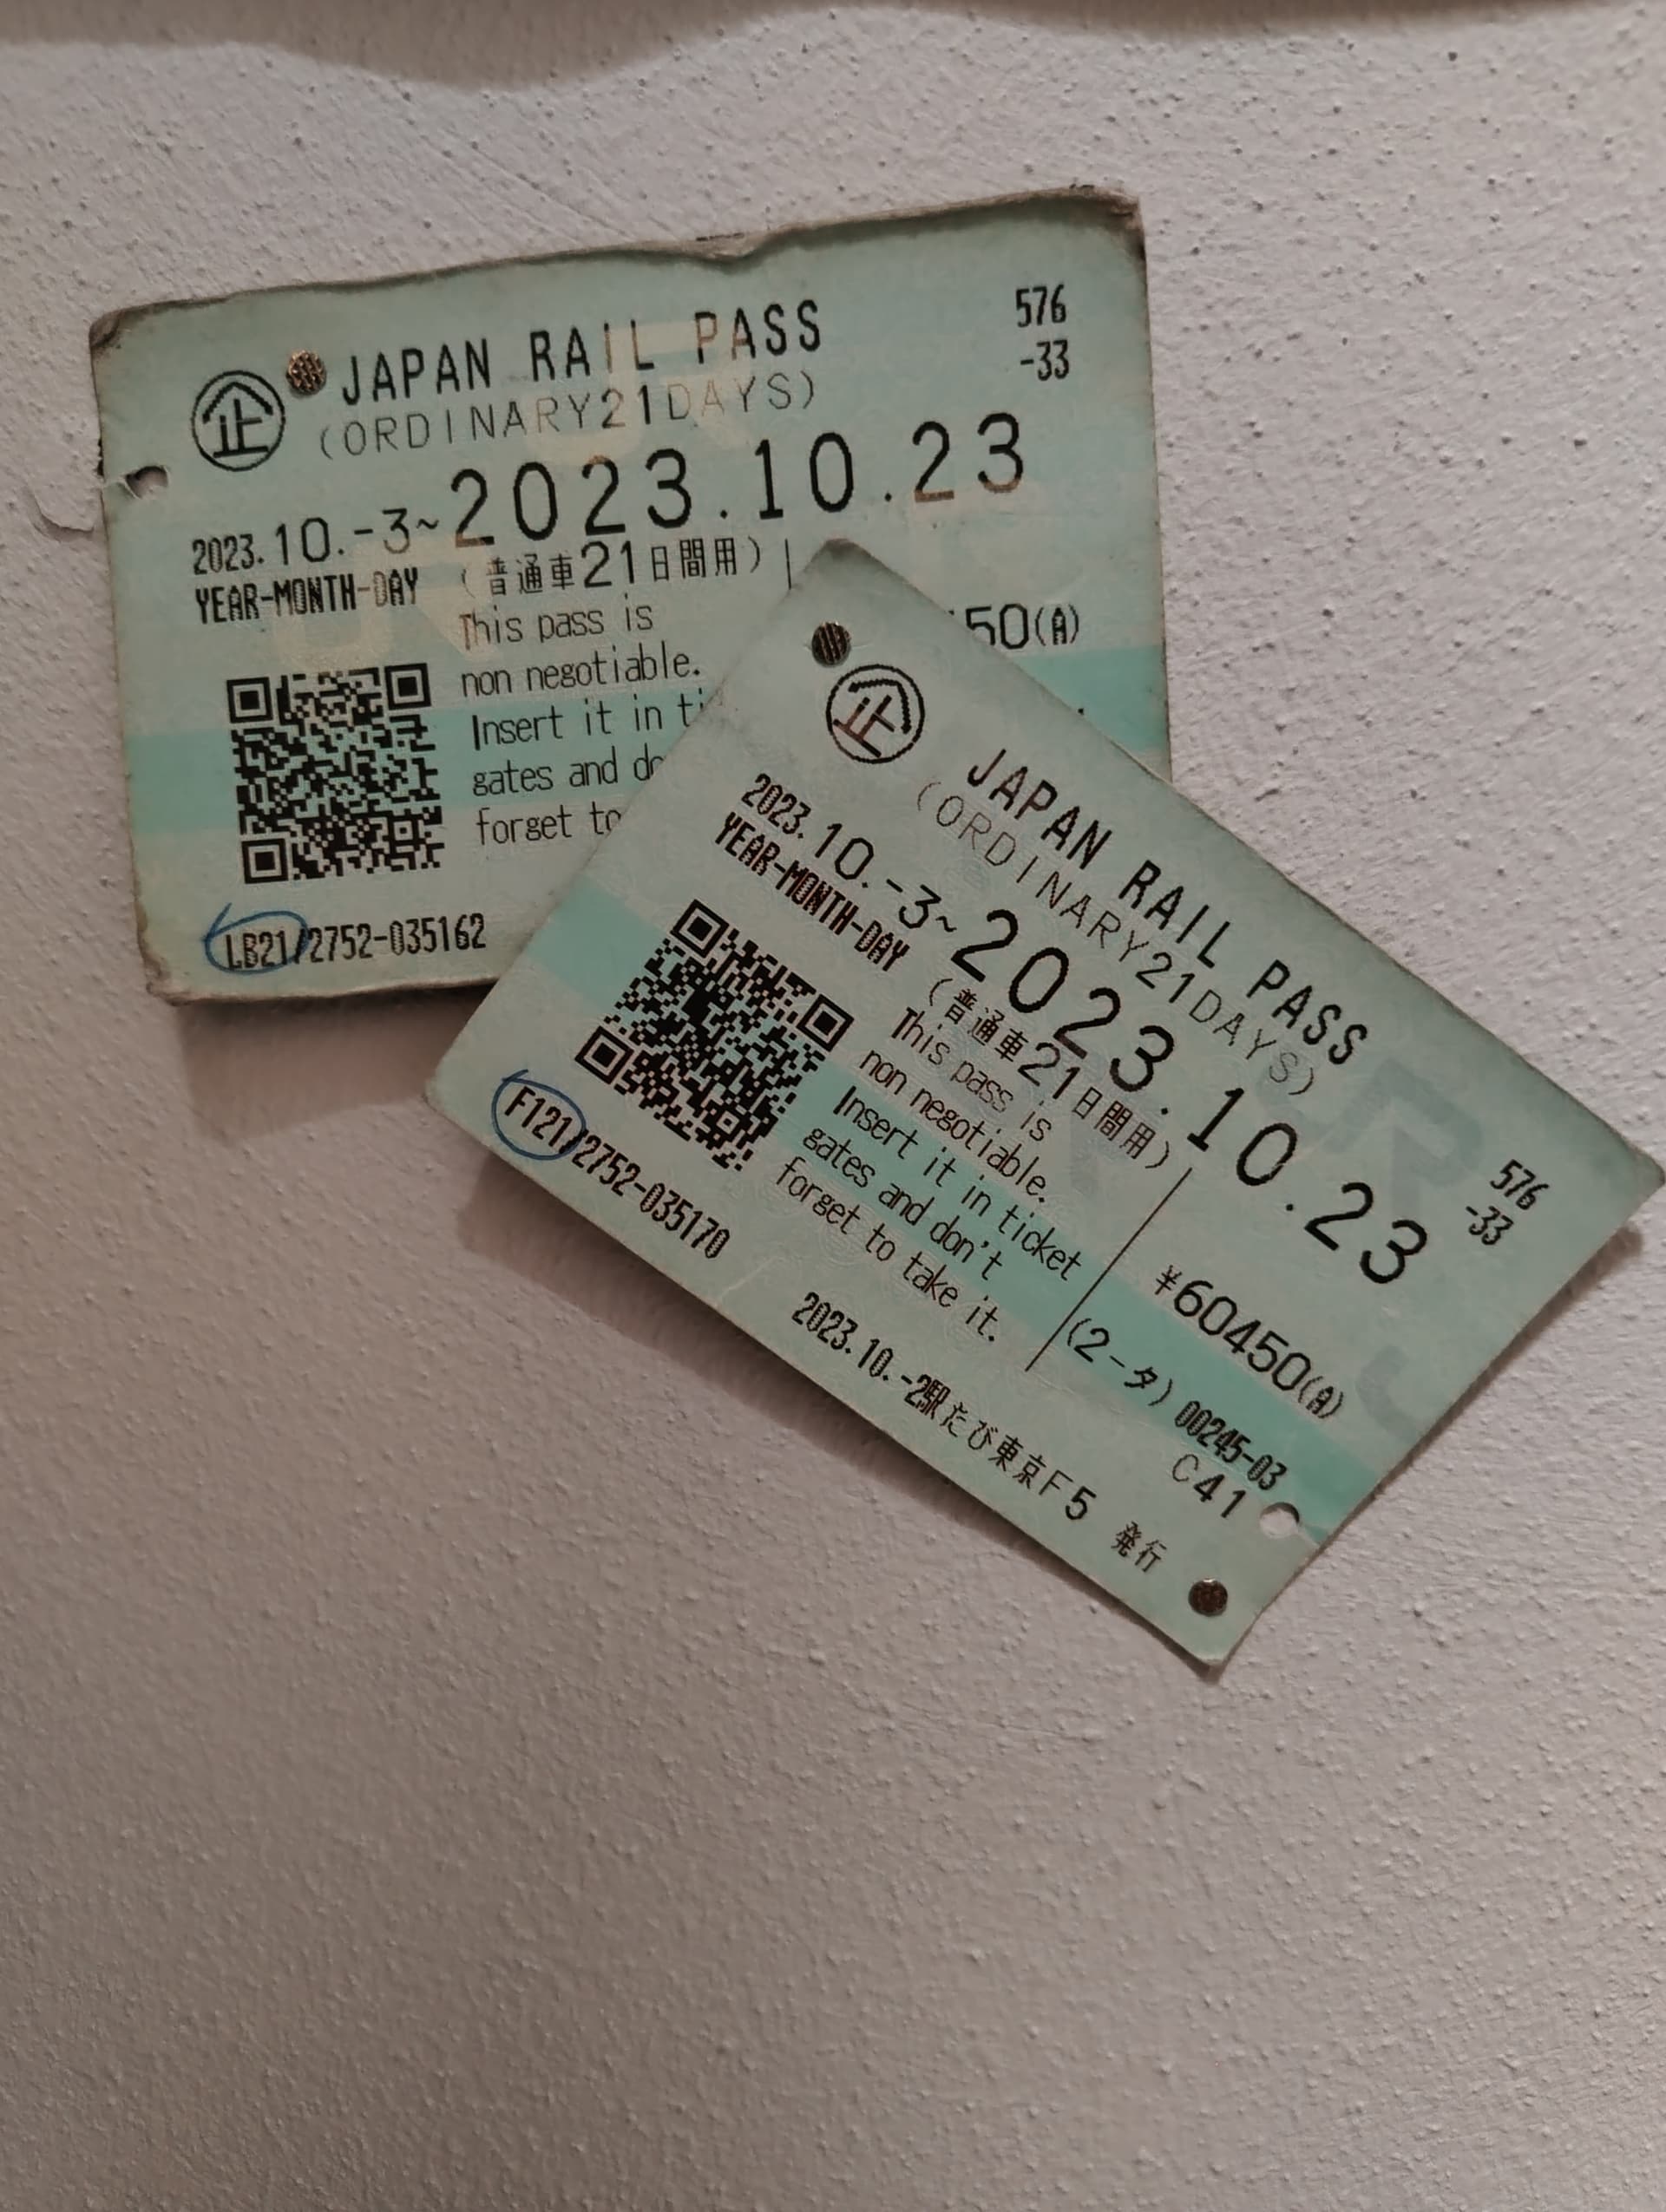 企 JAPAN RAIL PASS
(ORDINARY21DAYS)
576
-33
2023.10.-3~2023.10.23
YEAR-MONTH-DAY
(普通車21日間用)
This pass is
non negotiable.
Insert it in
gates and
forget to
50(A)
LB21/2752-035162
企
JAPAN RAIL PASS
(ORDINARY21DAYS)
576
-33
2023.10.-3~2023.10.23
YEAR-MONTH-DAY
(普通車21日間用)
This pass is
non negotiable.
Insert it in ticket
gates and don't
forget to take it.
¥60450(A)
(2-タ)00245-03
C41
F121/2752-035170
2023.10.-2駅たび東京F5 発行